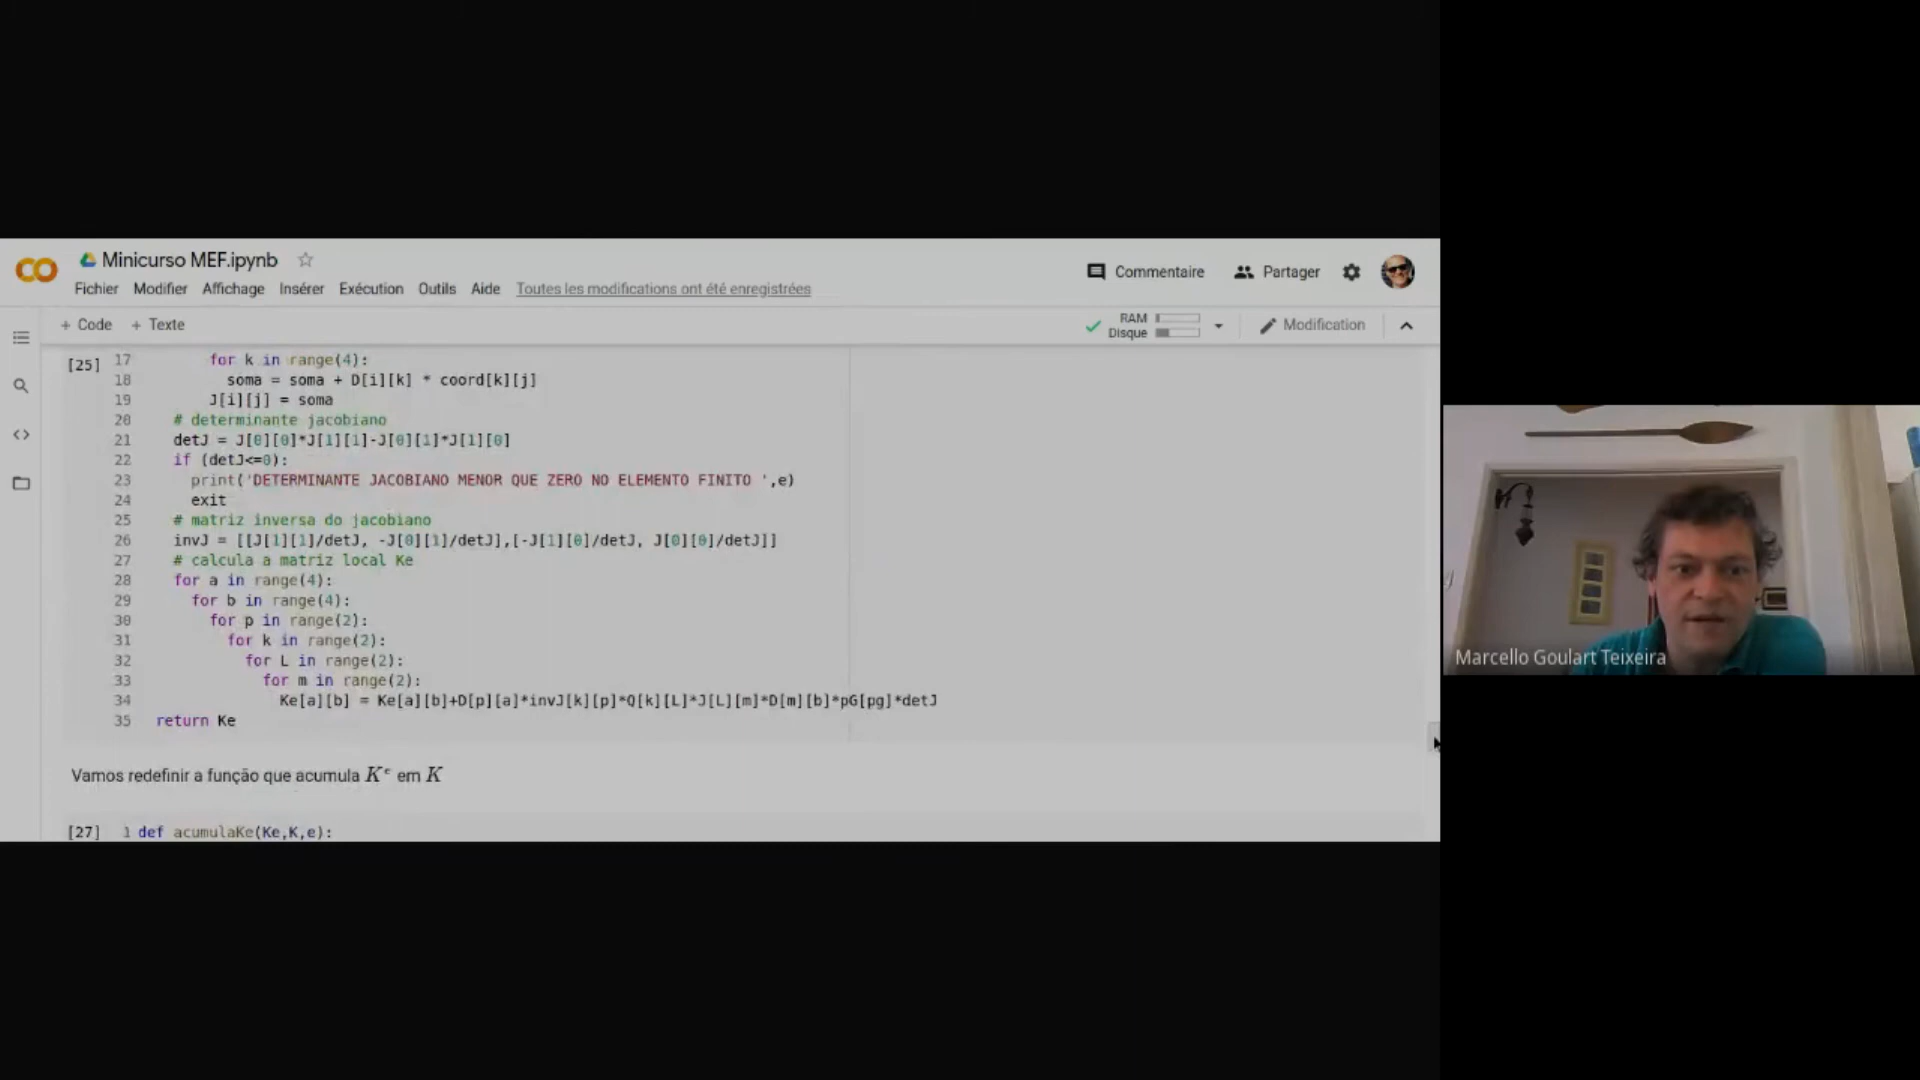 Minicurso MEF.ipynb
Commentaire
Partager
Fichier Modifier Affichage Insérer Exécution Outils Aide Toutes les modifications ont été enregistrées
+ Code + Texte
RAM
Disque
Modification
[25] 17 for k in range(4):
18 soma = soma + D[i][k] * coord[k][j]
19 J[i][j] = soma
20 # determinante jacobiano
21 detJ = J[0][0]*J[1][1]-J[0][1]*J[1][0]
22 if (detJ<=0):
23 print('DETERMINANTE JACOBIANO MENOR QUE ZERO NO ELEMENTO FINITO ',e)
24 exit
25 # matriz inversa do jacobiano
26 invJ = [[J[1][1]/detJ, -J[0][1]/detJ],[-J[1][0]/detJ, J[0][0]/detJ]]
27 # calcula a matriz local Ke
28 for a in range(4):
29 for b in range(4):
30 for p in range(2):
31 for k in range(2):
32 for L in range(2):
33 for m in range(2):
34 Ke[a][b] = Ke[a][b]+D[p][a]*invJ[k][p]*Q[k][L]*J[L][m]*D[m][b]*pG[pg]*detJ
35 return Ke
Vamos redefinir a função que acumula K^e em K
[27] 1 def acumulaKe(Ke,K,e):
Marcello Goulart Teixeira